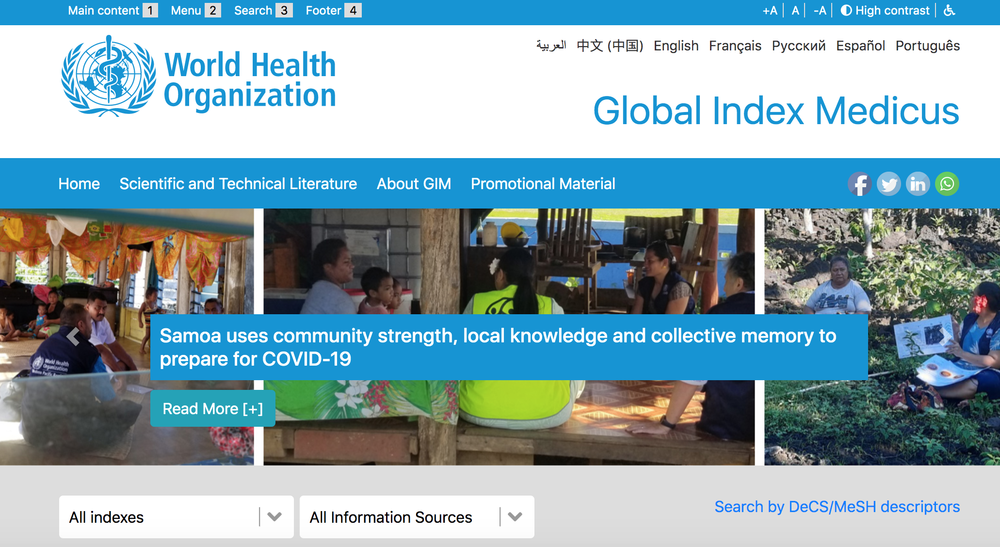 Main content 1 Menu 2 Search 3 Footer 4
+A A -A High contrast
العربية 中文 (中国) English Français Русский Español Português
World Health
Organization
Global Index Medicus
Home Scientific and Technical Literature About GIM Promotional Material
World Health
Organization
Samoa uses community strength, local knowledge and collective memory to
prepare for COVID-19
Read More [+]
All indexes
All Information Sources
Search by DeCS/MeSH descriptors